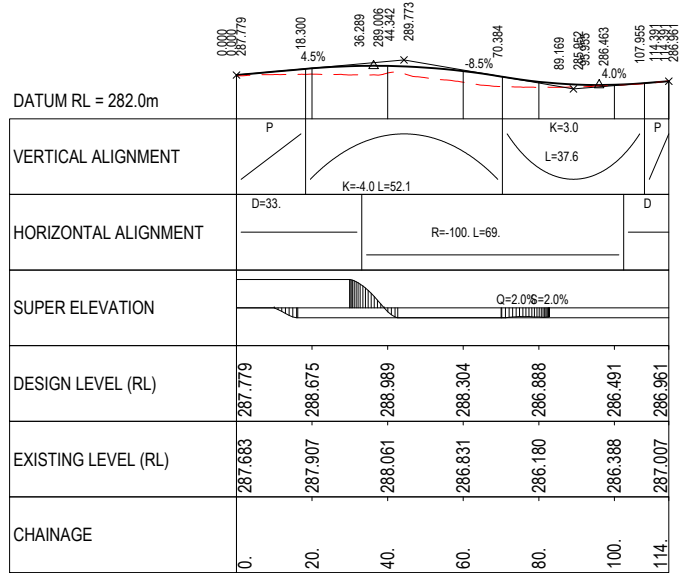 0.000
0.000
287.779
18.300
36.289
289.006
44.342
289.773
70.384
89.169
285.952
286.463
107.955
114.391
114.391
286.961
4.5%
-8.5%
4.0%
DATUM RL = 282.0m
VERTICAL ALIGNMENT
P
K=-4.0 L=52.1
K=3.0
L=37.6
P
HORIZONTAL ALIGNMENT
D=33.
R=-100. L=69.
D
SUPER ELEVATION
Q=2.0%
S=2.0%
DESIGN LEVEL (RL)
287.779
288.675
288.989
288.304
286.888
286.491
286.961
EXISTING LEVEL (RL)
287.683
287.907
288.061
286.831
286.180
286.388
287.007
CHAINAGE
0.
20.
40.
60.
80.
100.
114.